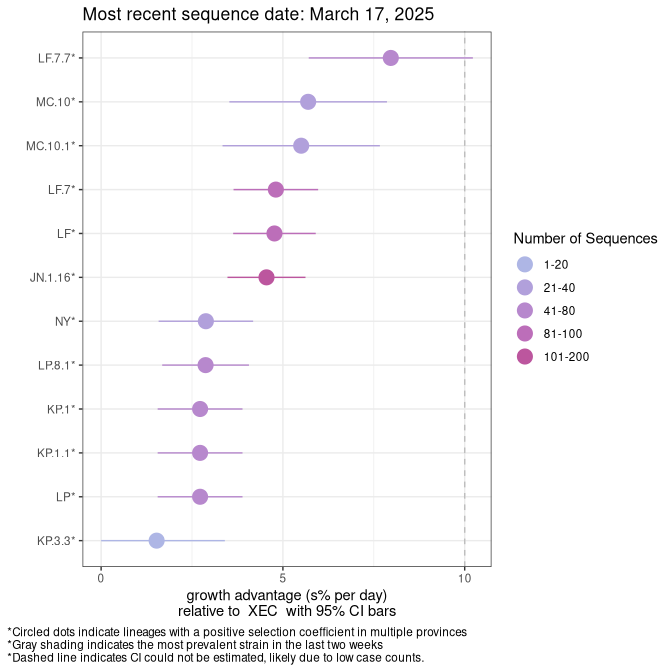 Most recent sequence date: March 17, 2025
LF.7.7*
MC.10*
MC.10.1*
LF.7*
LF*
JN.1.16*
NY*
LP.8.1*
KP.1*
KP.1.1*
LP*
KP.3.3*
0
5
10
growth advantage (s% per day)
relative to XEC with 95% CI bars
Number of Sequences
1-20
21-40
41-80
81-100
101-200
*Circled dots indicate lineages with a positive selection coefficient in multiple provinces
*Gray shading indicates the most prevalent strain in the last two weeks
*Dashed line indicates CI could not be estimated, likely due to low case counts.